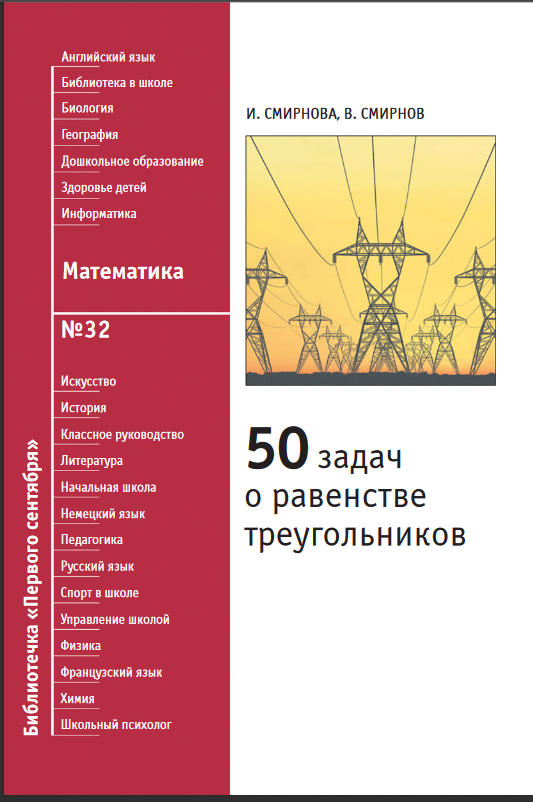 Английский язык
Библиотека в школе
Биология
География
Дошкольное образование
Здоровье детей
Информатика
Математика
№32
Искусство
История
Классное руководство
Литература
Начальная школа
Немецкий язык
Педагогика
Русский язык
Спорт в школе
Управление школой
Физика
Французский язык
Химия
Школьный психолог
Библиотечка «Первого сентября»
И. СМИРНОВА, В. СМИРНОВ
50 задач
о равенстве
треугольников